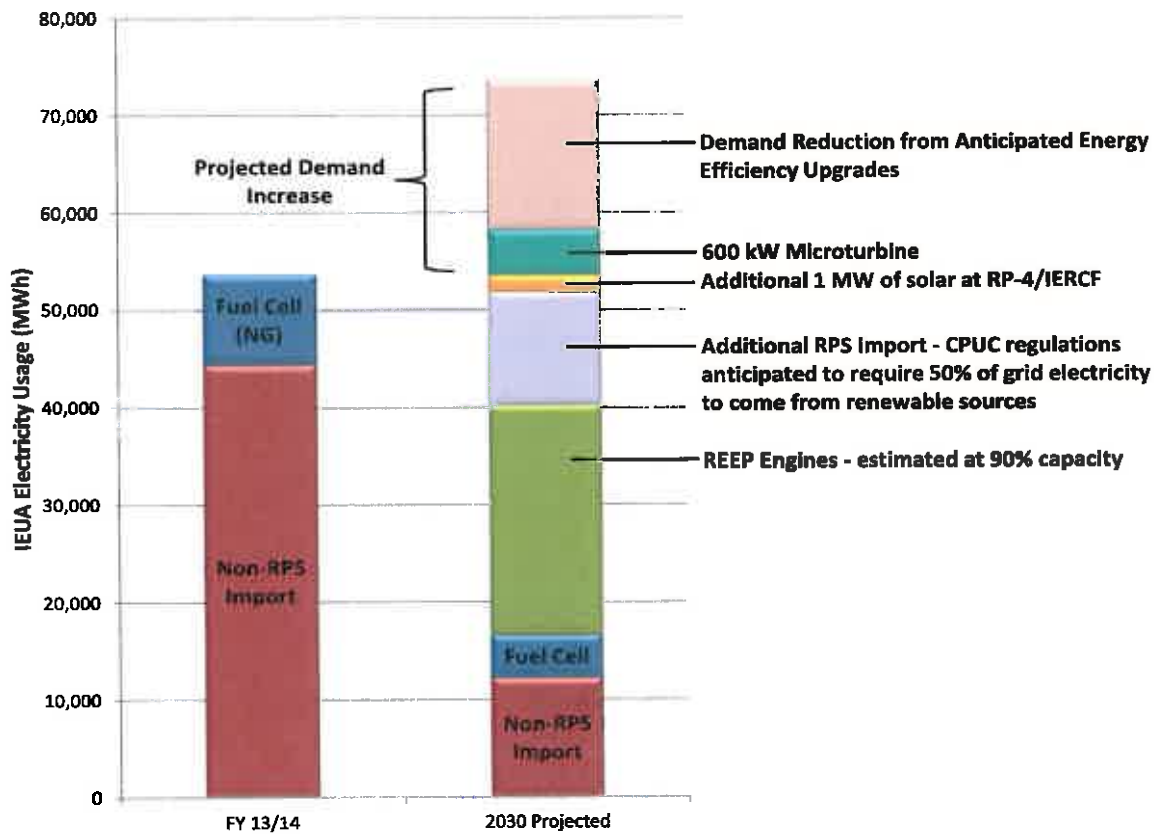 80,000
70,000
60,000
50,000
40,000
30,000
20,000
10,000
0
IEUA Electricity Usage (MWh)
Projected Demand
Increase
Fuel Cell
(NG)
Non-RPS
Import
Fuel Cell
Non-RPS
Import
Demand Reduction from Anticipated Energy
Efficiency Upgrades
600 kW Microturbine
Additional 1 MW of solar at RP-4/IERCF
Additional RPS Import - CPUC regulations
anticipated to require 50% of grid electricity
to come from renewable sources
REEP Engines - estimated at 90% capacity
FY 13/14
2030 Projected